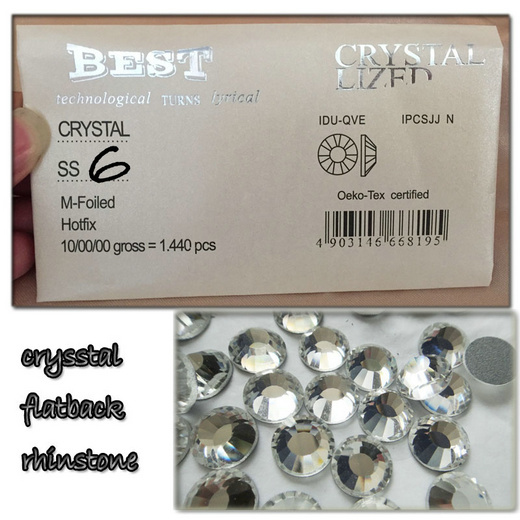 BEST
technological TURNS lyrical
CRYSTAL
SS 6
M-Foiled
Hotfix
10/00/00 gross = 1.440 pcs
CRYSTAL
LIZED
IDU-QVE IPCSJJ N
Oeko-Tex certified
4 903146 668195
crysstal
flatback
rhinstone